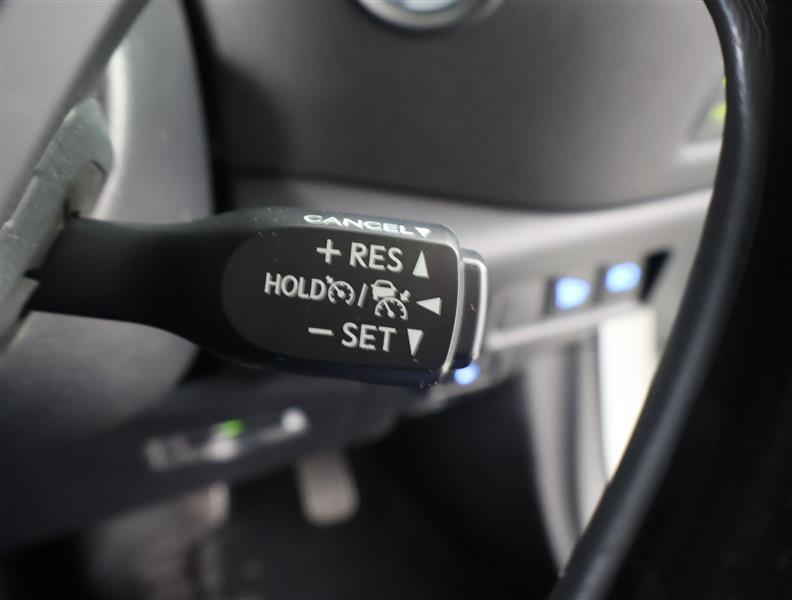 CANCEL▼
+ RES ▲
HOLD / ◀
− SET ▼